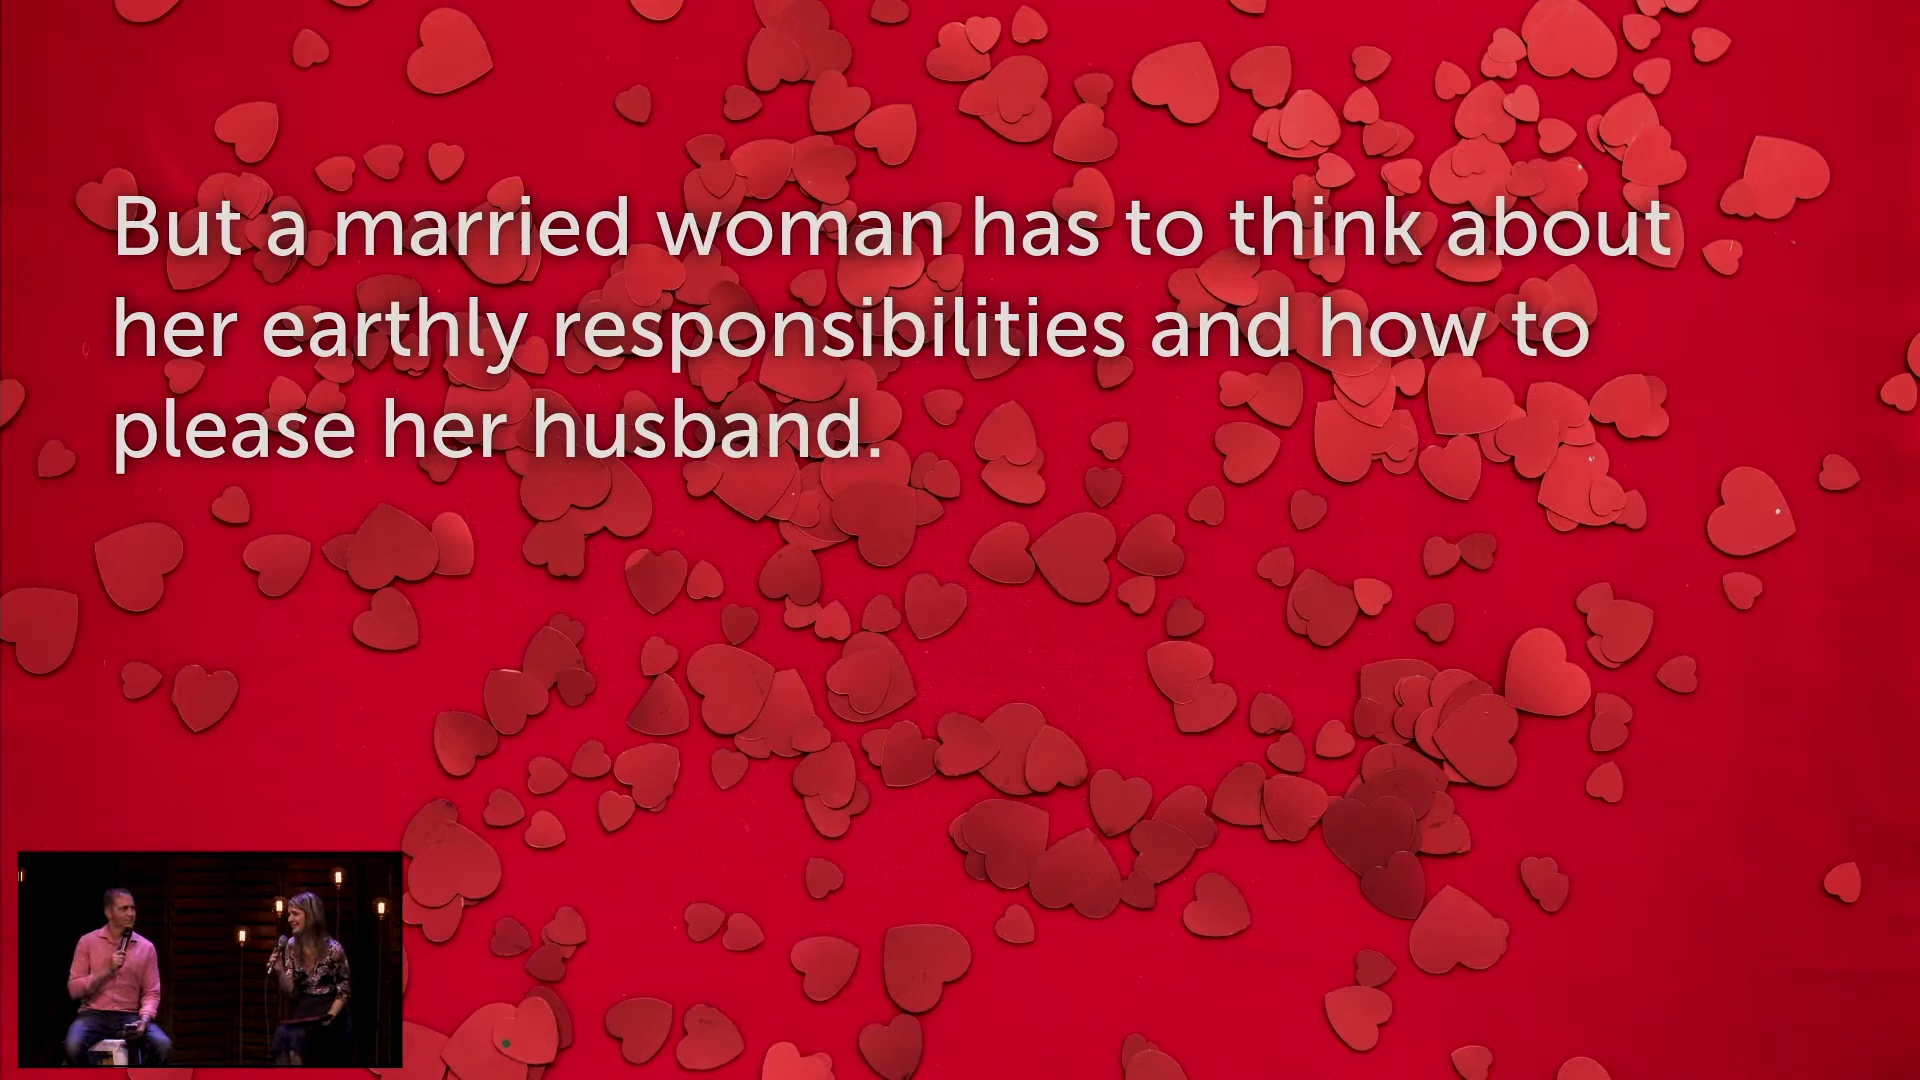 But a married woman has to think about
her earthly responsibilities and how to
please her husband.